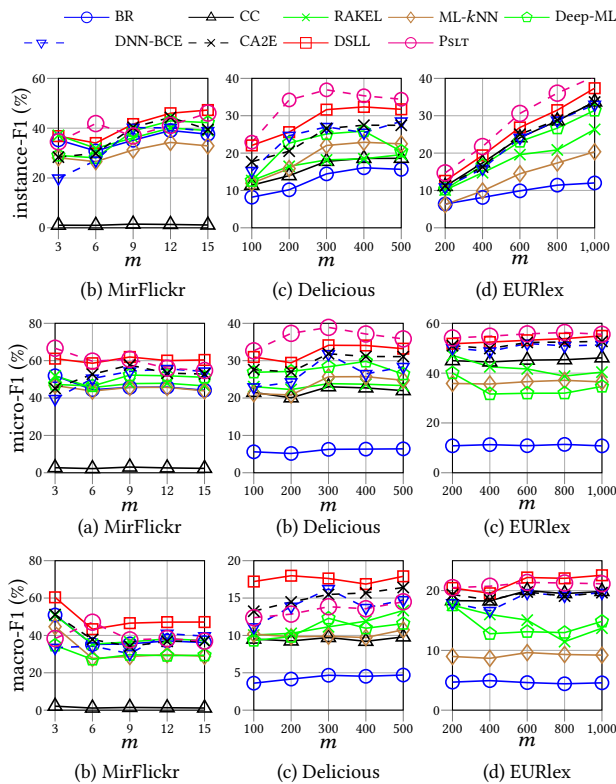 BR CC RAKEL ML-kNN Deep-ML
DNN-BCE CA2E DSLL PSLT
instance-F1 (%)
60
40
20
0
3 6 9 12 15
m
40
30
20
10
0
100 200 300 400 500
m
40
30
20
10
0
200 400 600 800 1,000
m
(b) MirFlickr (c) Delicious (d) EURlex
micro-F1 (%)
80
60
40
20
0
3 6 9 12 15
m
40
30
20
10
0
100 200 300 400 500
m
60
40
20
0
200 400 600 800 1,000
m
(a) MirFlickr (b) Delicious (c) EURlex
macro-F1 (%)
80
60
40
20
0
3 6 9 12 15
m
20
15
10
5
0
100 200 300 400 500
m
20
10
0
200 400 600 800 1,000
m
(b) MirFlickr (c) Delicious (d) EURlex